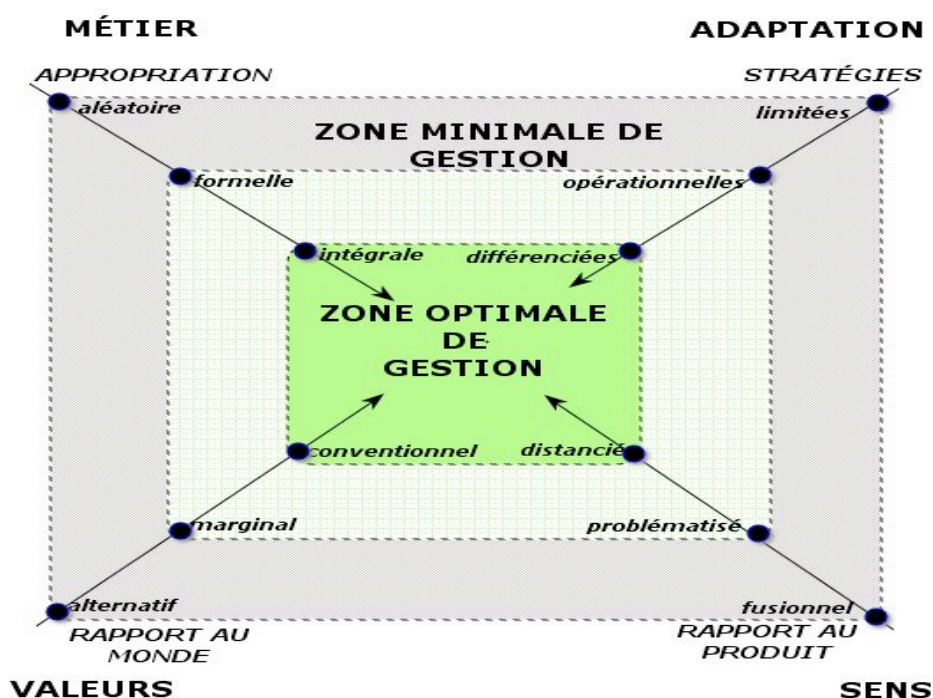 MÉTIER
ADAPTATION
APPROPRIATION
STRATÉGIES
aléatoire
limitées
ZONE MINIMALE DE
GESTION
formelle
opérationnelles
intégrale
différenciées
ZONE OPTIMALE
DE
GESTION
conventionnel
distancié
marginal
problématisé
alternatif
fusionnel
RAPPORT AU
MONDE
RAPPORT AU
PRODUIT
VALEURS
SENS